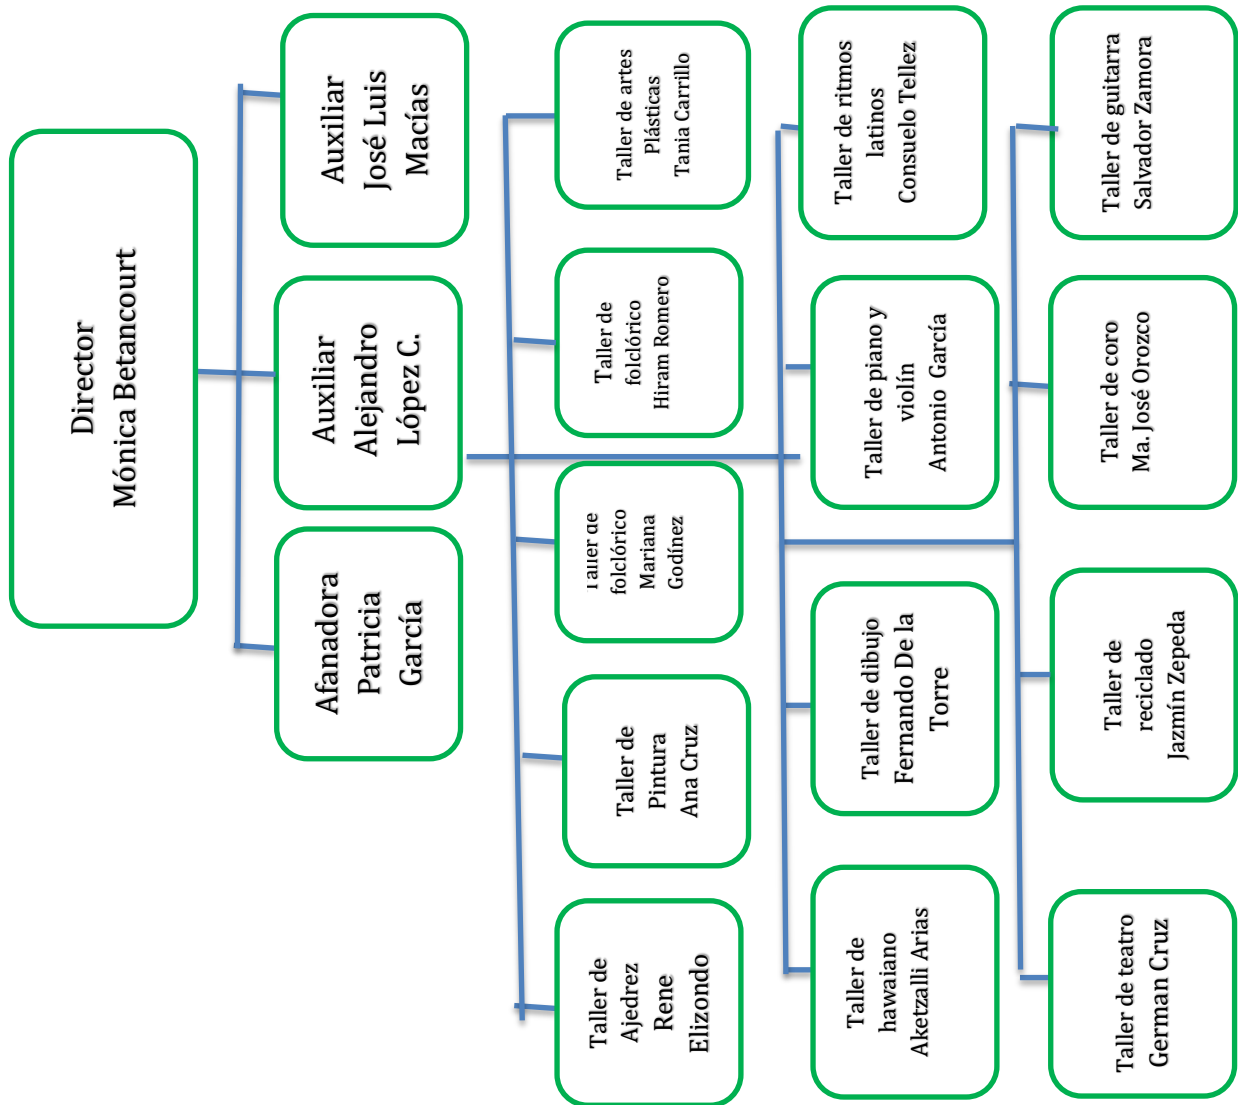 Director
Mónica Betancourt
Afanadora
Patricia
García
Auxiliar
Alejandro
López C.
Auxiliar
José Luis
Macías
Taller de
Ajedrez
Rene
Elizondo
Taller de
Pintura
Ana Cruz
Taller de
folclórico
Mariana
Godínez
Taller de
folclórico
Hiram Romero
Taller de artes
Plásticas
Tania Carrillo
Taller de
hawaiano
Aketzalli Arias
Taller de dibujo
Fernando De la
Torre
Taller de piano y
violín
Antonio García
Taller de ritmos
latinos
Consuelo Tellez
Taller de teatro
German Cruz
Taller de
reciclado
Jazmín Zepeda
Taller de coro
Ma. José Orozco
Taller de guitarra
Salvador Zamora